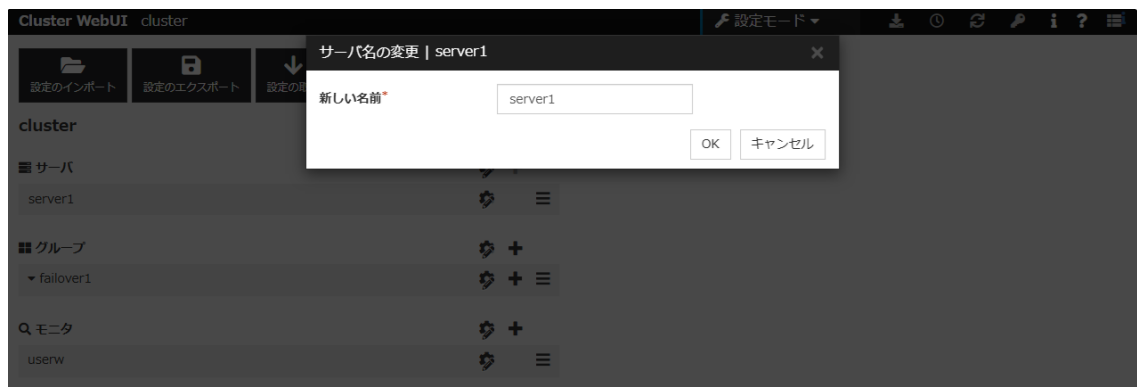 Cluster WebUI cluster 設定モード
サーバ名の変更 | server1
設定のインポート 設定のエクスポート 設定の
新しい名前* server1
OK キャンセル
cluster
サーバ
server1
グループ
failover1
モニタ
userw